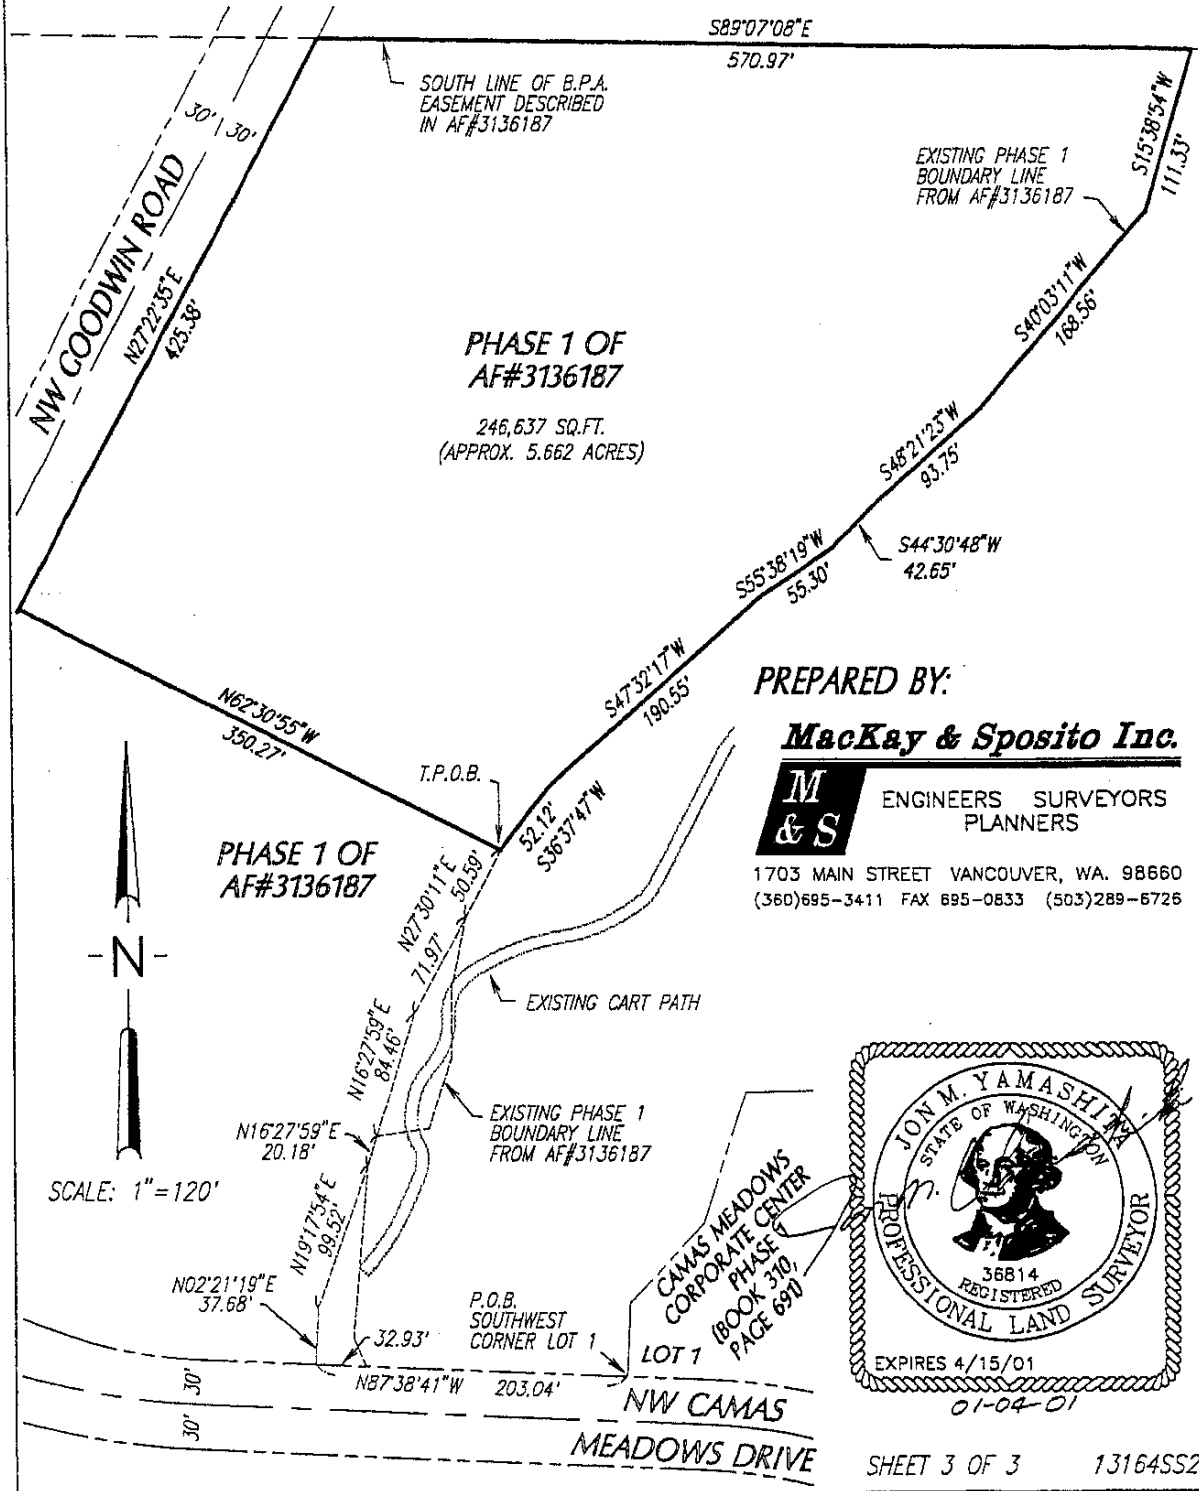 S89°07'08"E
570.97'
SOUTH LINE OF B.P.A.
EASEMENT DESCRIBED
IN AF#3136187
30' 30'
NW GOODWIN ROAD
N27°22'35"E
425.38'
S15°38'54"W
111.33'
EXISTING PHASE 1
BOUNDARY LINE
FROM AF#3136187
S40°03'11"W
168.56'
PHASE 1 OF
AF#3136187
246,637 SQ.FT.
(APPROX. 5.662 ACRES)
S48°21'23"W
93.75'
S44°30'48"W
42.65'
S55°38'19"W
55.30'
S47°32'17"W
190.55'
N62°30'55"W
350.27'
T.P.O.B.
52.12'
S36°37'47"W
PREPARED BY:
MacKay & Sposito Inc.
M
& S
ENGINEERS SURVEYORS
PLANNERS
1703 MAIN STREET VANCOUVER, WA. 98660
(360)695-3411 FAX 695-0833 (503)289-6726
PHASE 1 OF
AF#3136187
N27°30'11"E
50.59'
71.97'
N
EXISTING CART PATH
N16°27'59"E
84.46'
EXISTING PHASE 1
BOUNDARY LINE
FROM AF#3136187
N16°27'59"E
20.18'
SCALE: 1"=120'
N19°17'54"E
99.52'
N02°21'19"E
37.68'
32.93'
P.O.B.
SOUTHWEST
CORNER LOT 1
N87°38'41"W 203.04'
CAMAS MEADOWS
CORPORATE CENTER
PHASE 1
(BOOK 310,
PAGE 691)
LOT 1
30'
30'
NW CAMAS
MEADOWS DRIVE
JON M. YAMASHITA
STATE OF WASHINGTON
36814
REGISTERED
PROFESSIONAL LAND SURVEYOR
EXPIRES 4/15/01
01-04-01
SHEET 3 OF 3 13164SS2